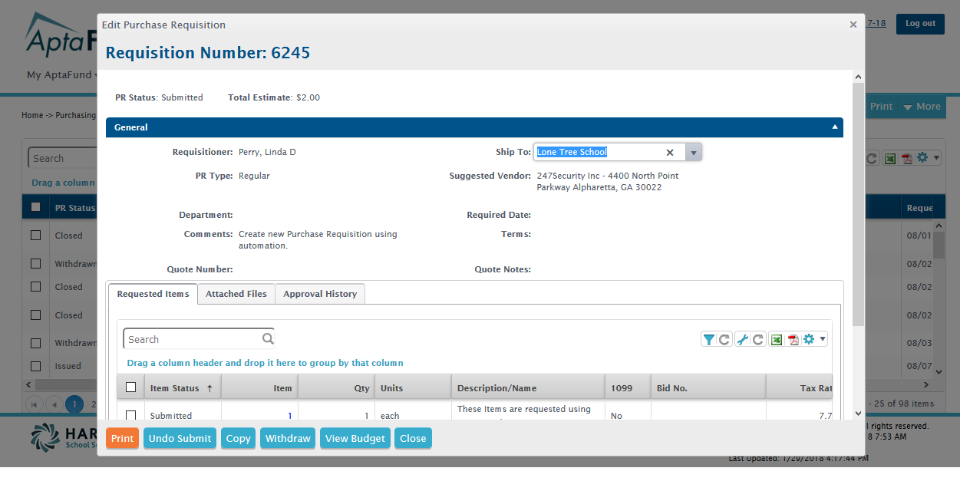 Edit Purchase Requisition
×
7-18
Log out
AptaF
Requisition Number: 6245
My AptaFund
PR Status: Submitted
Total Estimate: $2.00
Home -> Purchasing
Print
More
General
Search
Requisitioner: Perry, Linda D
Ship To: Lone Tree School
PR Type: Regular
Suggested Vendor: 247Security Inc - 4400 North Point
Parkway Alpharetta, GA 30022
Drag a column
PR Status
Reque
Department:
Required Date:
Closed
08/01
Comments: Create new Purchase Requisition using
automation.
Terms:
Withdrawn
08/02
Quote Number:
Quote Notes:
Closed
08/02
Requested Items
Attached Files
Approval History
Closed
08/02
Search
Withdrawn
08/03
Drag a column header and drop it here to group by that column
Issued
08/07
Item Status ↑
Item
Qty
Units
Description/Name
1099
Bid No.
Tax Rat
1
2
- 25 of 98 items
Submitted
1
1
each
These Items are requested using
No
7.7
HAR
School S
Print
Undo Submit
Copy
Withdraw
View Budget
Close
l rights reserved.
8 7:53 AM
Last Updated: 1/29/2018 4:17:44 PM